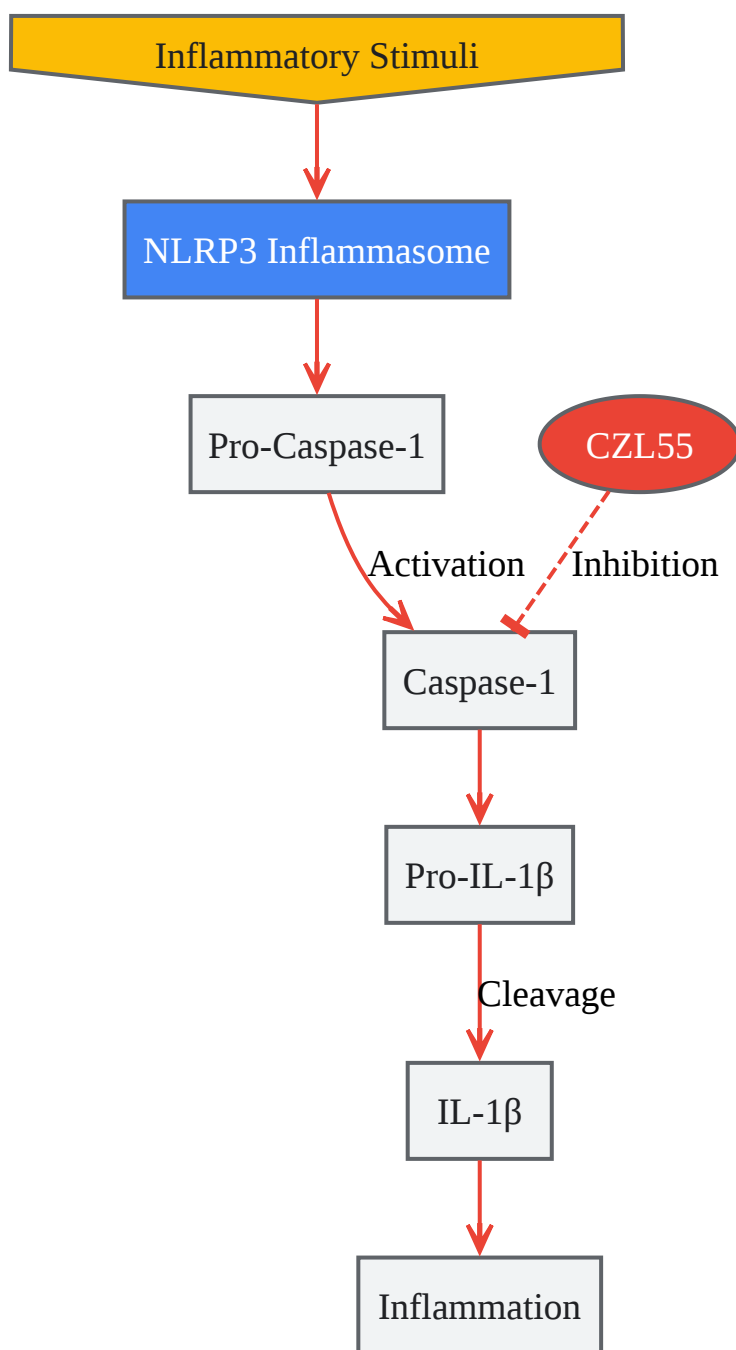 Inflammatory Stimuli
NLRP3 Inflammasome
Pro-Caspase-1
CZL55
Activation
Inhibition
Caspase-1
Pro-IL-1β
Cleavage
IL-1β
Inflammation